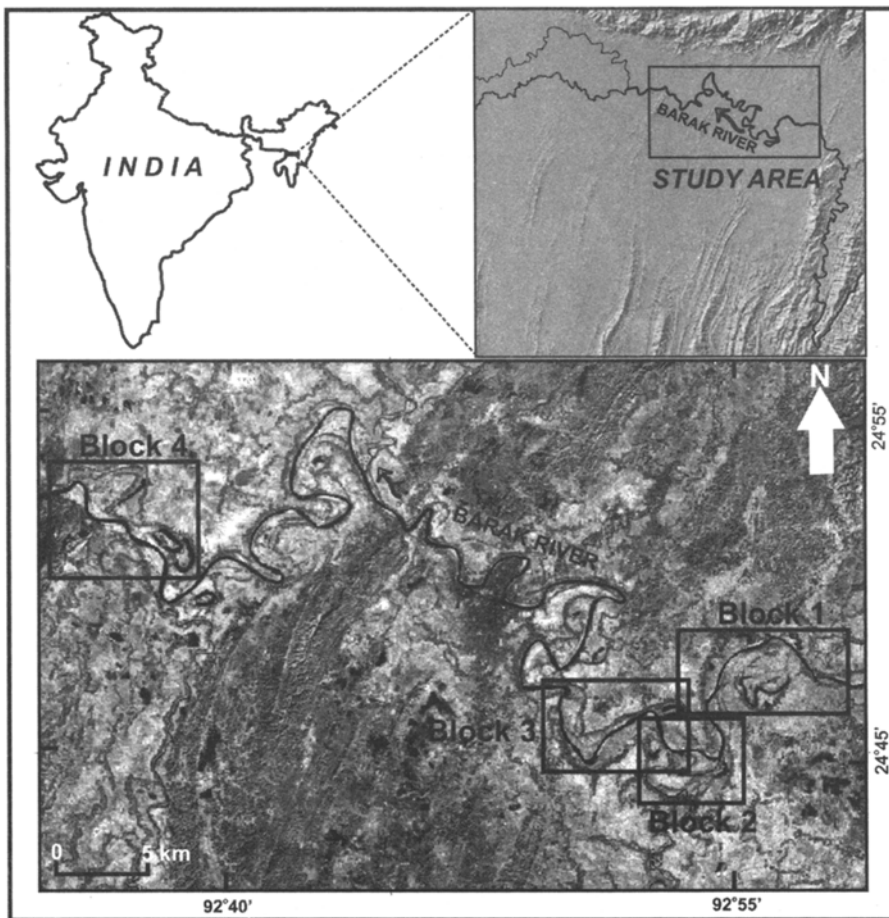 INDIA
BARAK RIVER
STUDY AREA
N
24°55'
Block 4
BARAK RIVER
Block 1
Block 3
24°45'
Block 2
0 5 km
92°40'
92°55'